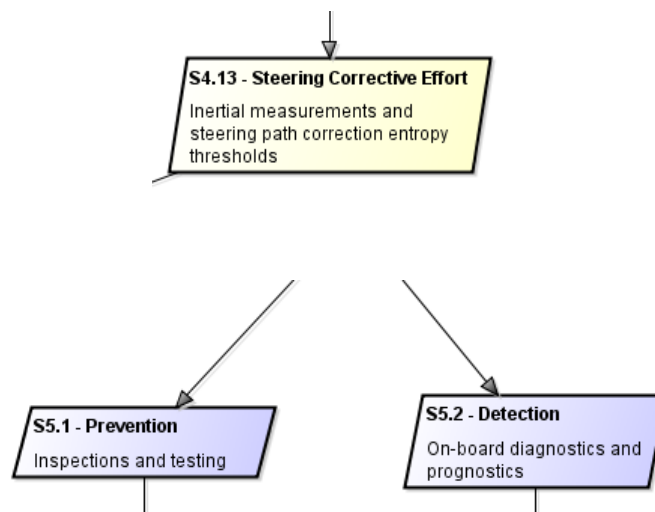 S4.13 - Steering Corrective Effort
Inertial measurements and
steering path correction entropy
thresholds
S5.1 - Prevention
Inspections and testing
S5.2 - Detection
On-board diagnostics and
prognostics